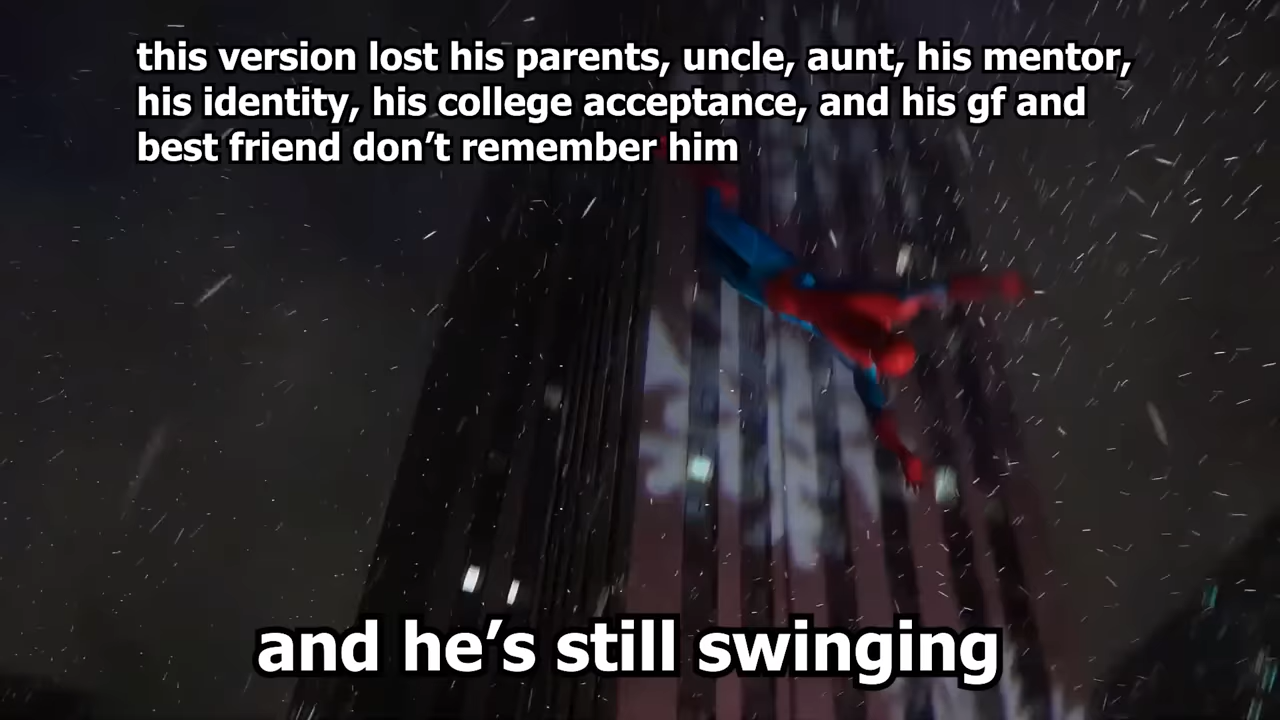 this version lost his parents, uncle, aunt, his mentor,
his identity, his college acceptance, and his gf and
best friend don’t remember him
and he’s still swinging